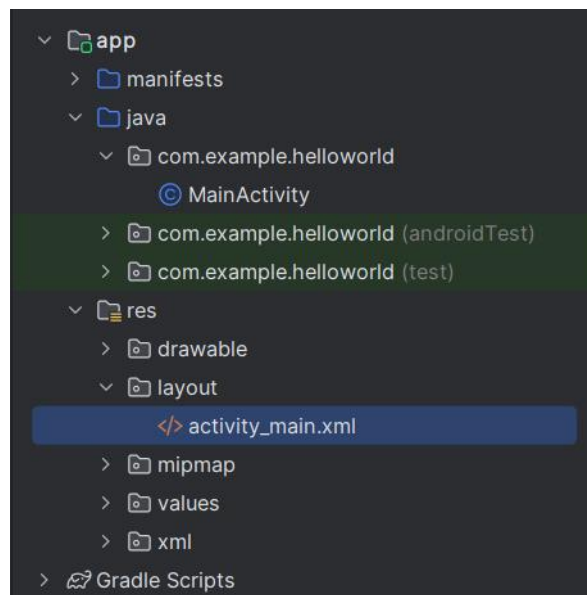 app
manifests
java
com.example.helloworld
MainActivity
com.example.helloworld (androidTest)
com.example.helloworld (test)
res
drawable
layout
</> activity_main.xml
mipmap
values
xml
Gradle Scripts